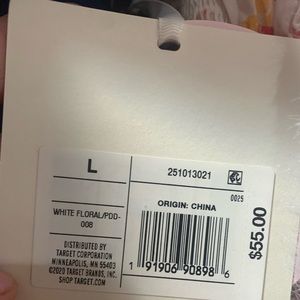 L
251013021
0025
WHITE FLORAL/PDD-
008
ORIGIN: CHINA
DISTRIBUTED BY
TARGET CORPORATION
MINNEAPOLIS, MN 55403
©2020 TARGET BRANDS, INC.
SHOP TARGET.COM
1 91906 90898 6
$55.00